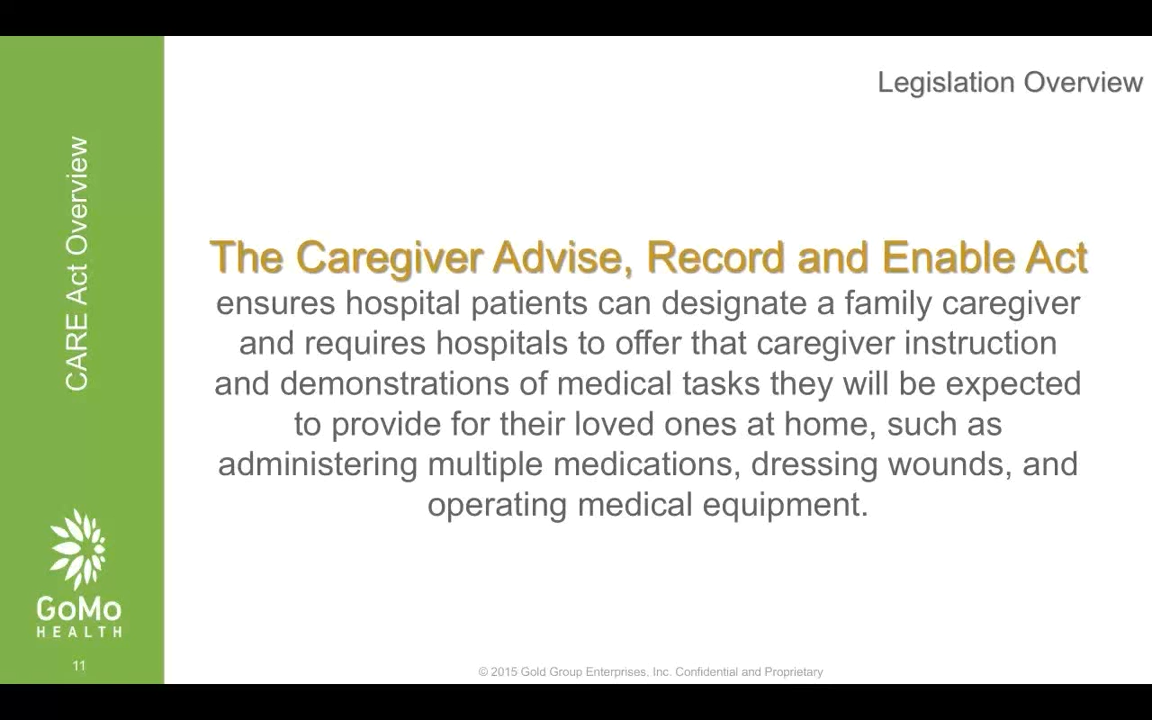 Legislation Overview
CARE Act Overview
The Caregiver Advise, Record and Enable Act
ensures hospital patients can designate a family caregiver
and requires hospitals to offer that caregiver instruction
and demonstrations of medical tasks they will be expected
to provide for their loved ones at home, such as
administering multiple medications, dressing wounds, and
operating medical equipment.
GoMo
HEALTH
11
© 2015 Gold Group Enterprises, Inc. Confidential and Proprietary